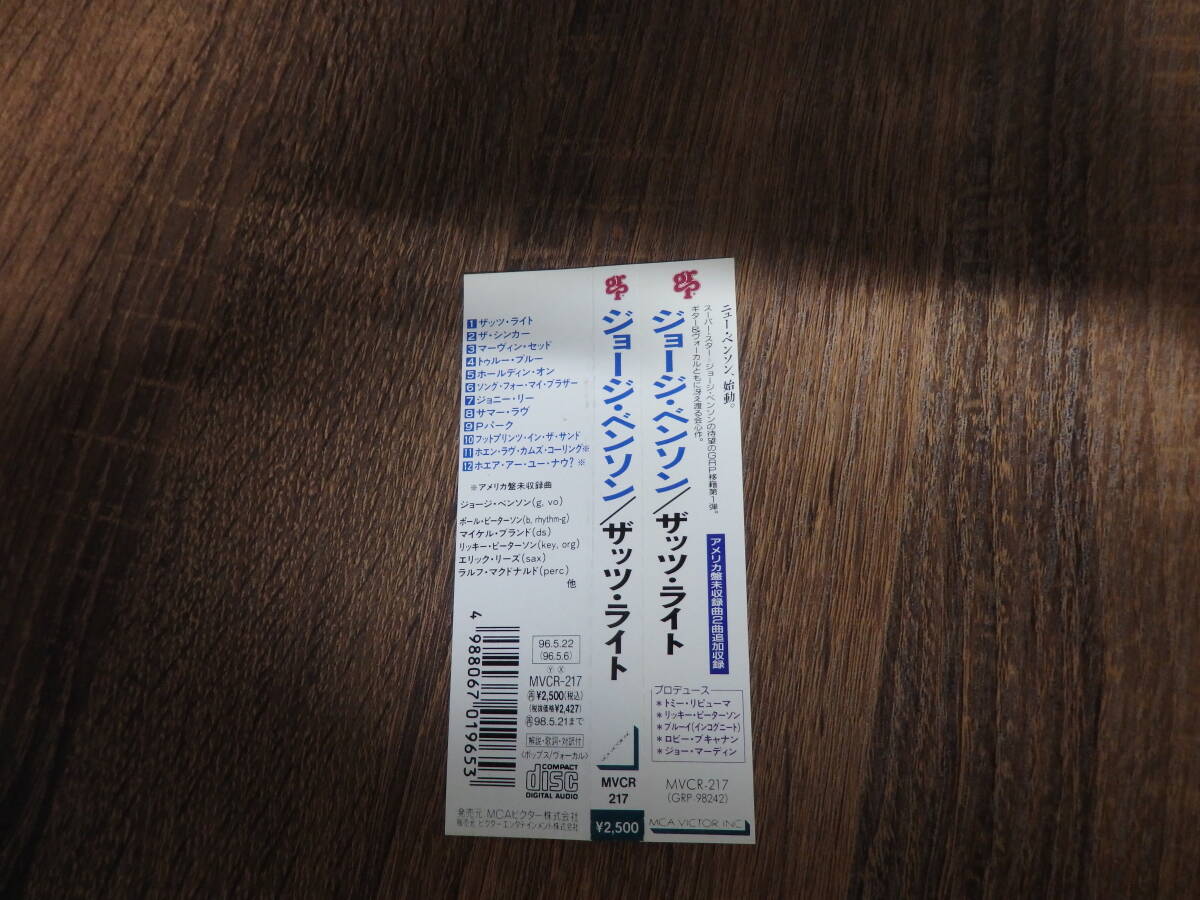 grp
ニュー・ベンソン、始動。
スーパー・スター=ジョージ・ベンソンの待望のGRP移籍第1弾。
ギター&ヴォーカルともに冴え渡る会心作。
ジョージ・ベンソン/ザッツ・ライト
アメリカ盤未収録曲2曲追加収録
プロデュース
*トミー・リピューマ
*リッキー・ピーターソン
*ブルーイ(インコグニート)
*ロビー・ブキャナン
*ジョー・マーディン
MVCR-217
(GRP 98242)
MCA VICTOR INC.
grp
ジョージ・ベンソン/ザッツ・ライト
MVCR
217
¥2,500
1 ザッツ・ライト
2 ザ・シンカー
3 マーヴィン・セッド
4 トゥルー・ブルー
5 ホールディン・オン
6 ソング・フォー・マイ・ブラザー
7 ジョニー・リー
8 サマー・ラヴ
9 Pパーク
10 フットプリンツ・イン・ザ・サンド
11 ホエン・ラヴ・カムズ・コーリング※
12 ホエア・アー・ユー・ナウ?※
※アメリカ盤未収録曲
ジョージ・ベンソン(g, vo)
ポール・ピーターソン(b, rhythm-g)
マイケル・ブランド(ds)
リッキー・ピーターソン(key, org)
エリック・リーズ(sax)
ラルフ・マクドナルド(perc)
他
4 988067 019653
96.5.22
(96.5.6)
Ⓨ Ⓧ
MVCR-217
㊢¥2,500(税込)
(税抜価格¥2,427)
㊢98.5.21まで
解説・歌詞・対訳付
〈ポップス/ヴォーカル〉
COMPACT
disc
DIGITAL AUDIO
発売元 MCAビクター株式会社
販売元 ビクターエンタテインメント株式会社